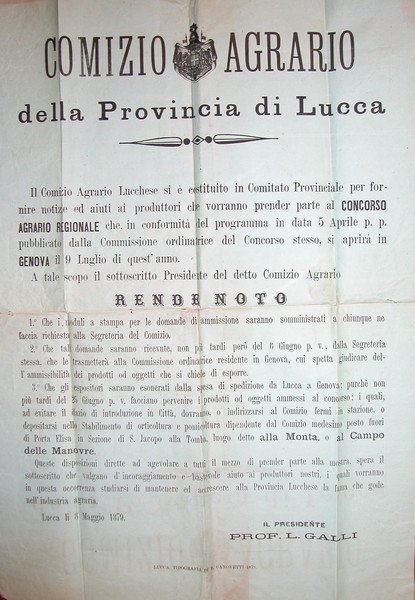 COMIZIO AGRARIO
della Provincia di Lucca
Il Comizio Agrario Lucchese si è costituito in Comitato Provinciale per for-
nire notizie ed aiuti ai produttori che vorranno prender parte al CONCORSO
AGRARIO REGIONALE che, in conformità del programma in data 5 Aprile p. p.
pubblicato dalla Commissione ordinatrice del Concorso stesso, si aprirà in
GENOVA il 9 Luglio di quest'anno.
A tale scopo il sottoscritto Presidente del detto Comizio Agrario
RENDE NOTO
1.º Che i moduli a stampa per le domande di ammissione saranno somministrati a chiunque ne
faccia richiesta alla Segreteria del Comizio.
2.º Che tali domande saranno ricevute, non più tardi però del 6 Giugno p. v., dalla Segreteria
stessa, che le trasmetterà alla Commissione ordinatrice residente in Genova, cui spetta giudicare del-
l'ammissibilità dei prodotti od oggetti che si chiede di esporre.
3.º Che gli espositori saranno esonerati dalla spesa di spedizione da Lucca a Genova; purchè non
più tardi del 25 Giugno p. v. facciano pervenire i prodotti od oggetti ammessi al concorso: i quali,
ad evitare il dazio di introduzione in Città, dovranno, o indirizzarsi al Comizio fermi in stazione, o
depositarsi nello Stabilimento di orticoltura e pomicoltura dipendente dal Comizio medesimo posto fuori
di Porta Elisa in Sezione di S. Iacopo alla Tomba, luogo detto alla Monta, o al Campo
delle Manovre.
Queste disposizioni dirette ad agevolare a tutti il mezzo di prender parte alla mostra, spera il
sottoscritto che valgano d'incoraggiamento e valevole aiuto ai produttori nostri, i quali vorranno
in questa occorrenza studiarsi di mantenere ed accrescere alla Provincia Lucchese la fama che gode
nell'industria agraria.
Lucca li 8 Maggio 1879.
IL PRESIDENTE
PROF. L. GALLI
LUCCA, TIPOGRAFIA DI B. CANOVETTI 1879.